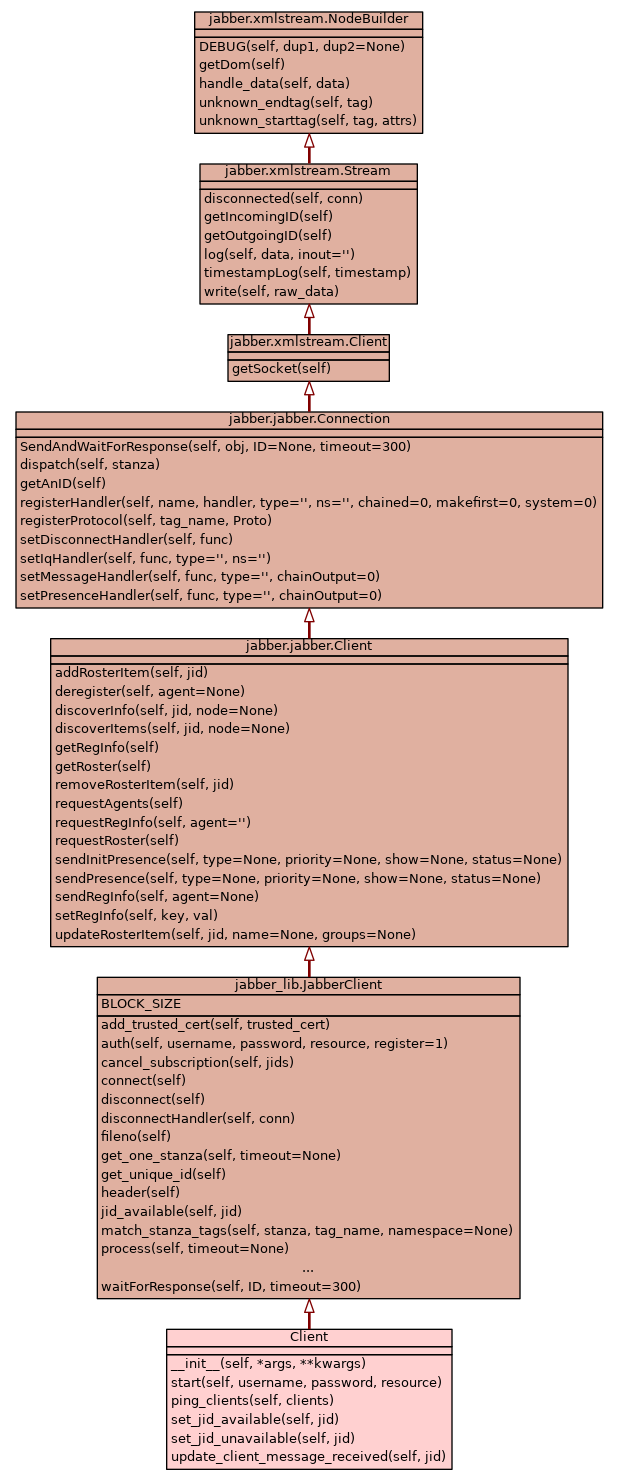 jabber.xmlstream.NodeBuilder
DEBUG(self, dup1, dup2=None)
getDom(self)
handle_data(self, data)
unknown_endtag(self, tag)
unknown_starttag(self, tag, attrs)
jabber.xmlstream.Stream
disconnected(self, conn)
getIncomingID(self)
getOutgoingID(self)
log(self, data, inout='')
timestampLog(self, timestamp)
write(self, raw_data)
jabber.xmlstream.Client
getSocket(self)
jabber.jabber.Connection
SendAndWaitForResponse(self, obj, ID=None, timeout=300)
dispatch(self, stanza)
getAnID(self)
registerHandler(self, name, handler, type='', ns='', chained=0, makefirst=0, system=0)
registerProtocol(self, tag_name, Proto)
setDisconnectHandler(self, func)
setIqHandler(self, func, type='', ns='')
setMessageHandler(self, func, type='', chainOutput=0)
setPresenceHandler(self, func, type='', chainOutput=0)
jabber.jabber.Client
addRosterItem(self, jid)
deregister(self, agent=None)
discoverInfo(self, jid, node=None)
discoverItems(self, jid, node=None)
getRegInfo(self)
getRoster(self)
removeRosterItem(self, jid)
requestAgents(self)
requestRegInfo(self, agent='')
requestRoster(self)
sendInitPresence(self, type=None, priority=None, show=None, status=None)
sendPresence(self, type=None, priority=None, show=None, status=None)
sendRegInfo(self, agent=None)
setRegInfo(self, key, val)
updateRosterItem(self, jid, name=None, groups=None)
jabber_lib.JabberClient
BLOCK_SIZE
add_trusted_cert(self, trusted_cert)
auth(self, username, password, resource, register=1)
cancel_subscription(self, jids)
connect(self)
disconnect(self)
disconnectHandler(self, conn)
fileno(self)
get_one_stanza(self, timeout=None)
get_unique_id(self)
header(self)
jid_available(self, jid)
match_stanza_tags(self, stanza, tag_name, namespace=None)
process(self, timeout=None)
...
waitForResponse(self, ID, timeout=300)
Client
__init__(self, *args, **kwargs)
start(self, username, password, resource)
ping_clients(self, clients)
set_jid_available(self, jid)
set_jid_unavailable(self, jid)
update_client_message_received(self, jid)